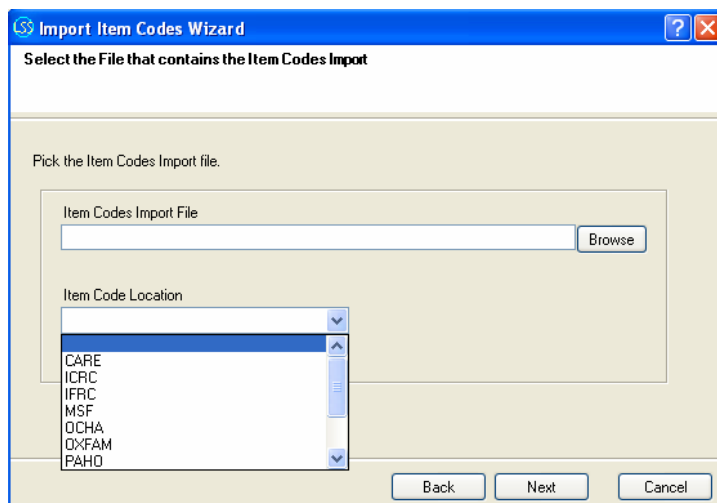 LSS Import Item Codes Wizard
Select the File that contains the Item Codes Import
Pick the Item Codes Import file.
Item Codes Import File
Browse
Item Code Location
CARE
ICRC
IFRC
MSF
OCHA
OXFAM
PAHO
Back Next Cancel